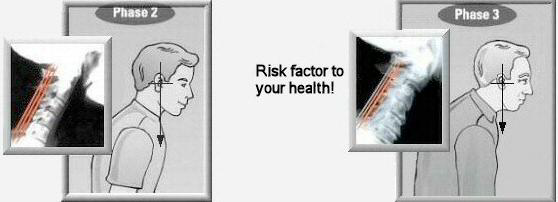 Phase 2
Phase 3
Risk factor to
your health!